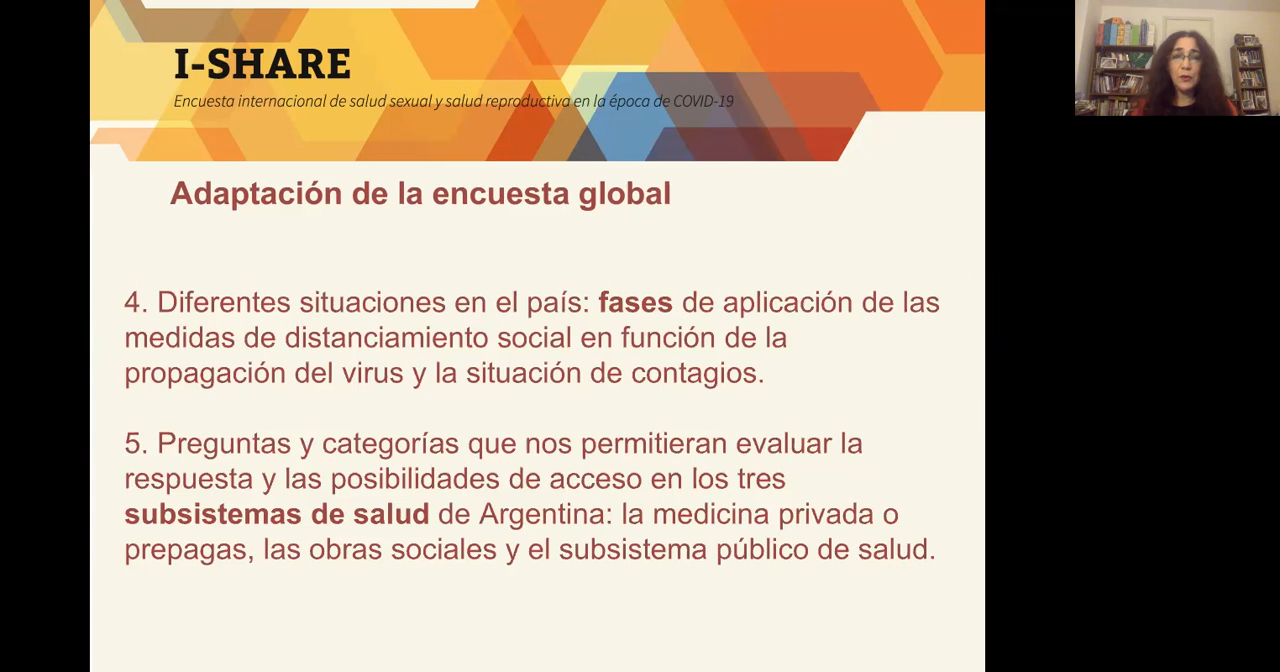 I-SHARE
Encuesta internacional de salud sexual y salud reproductiva en la época de COVID-19
Adaptación de la encuesta global
4. Diferentes situaciones en el país: fases de aplicación de las
medidas de distanciamiento social en función de la
propagación del virus y la situación de contagios.
5. Preguntas y categorías que nos permitieran evaluar la
respuesta y las posibilidades de acceso en los tres
subsistemas de salud de Argentina: la medicina privada o
prepagas, las obras sociales y el subsistema público de salud.